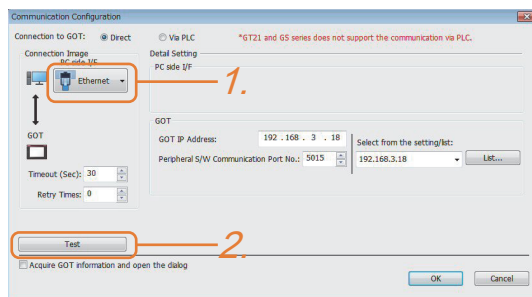 Communication Configuration
Connection to GOT: Direct Via PLC *GT21 and GS series does not support the communication via PLC.
Connection Image
PC side I/F
Ethernet
1.
Detail Setting
PC side I/F
GOT
GOT
GOT IP Address: 192 . 168 . 3 . 18
Select from the setting/list:
Peripheral S/W Communication Port No.: 5015
192.168.3.18
List...
Timeout (Sec): 30
Retry Times: 0
Test
2.
Acquire GOT information and open the dialog
OK
Cancel